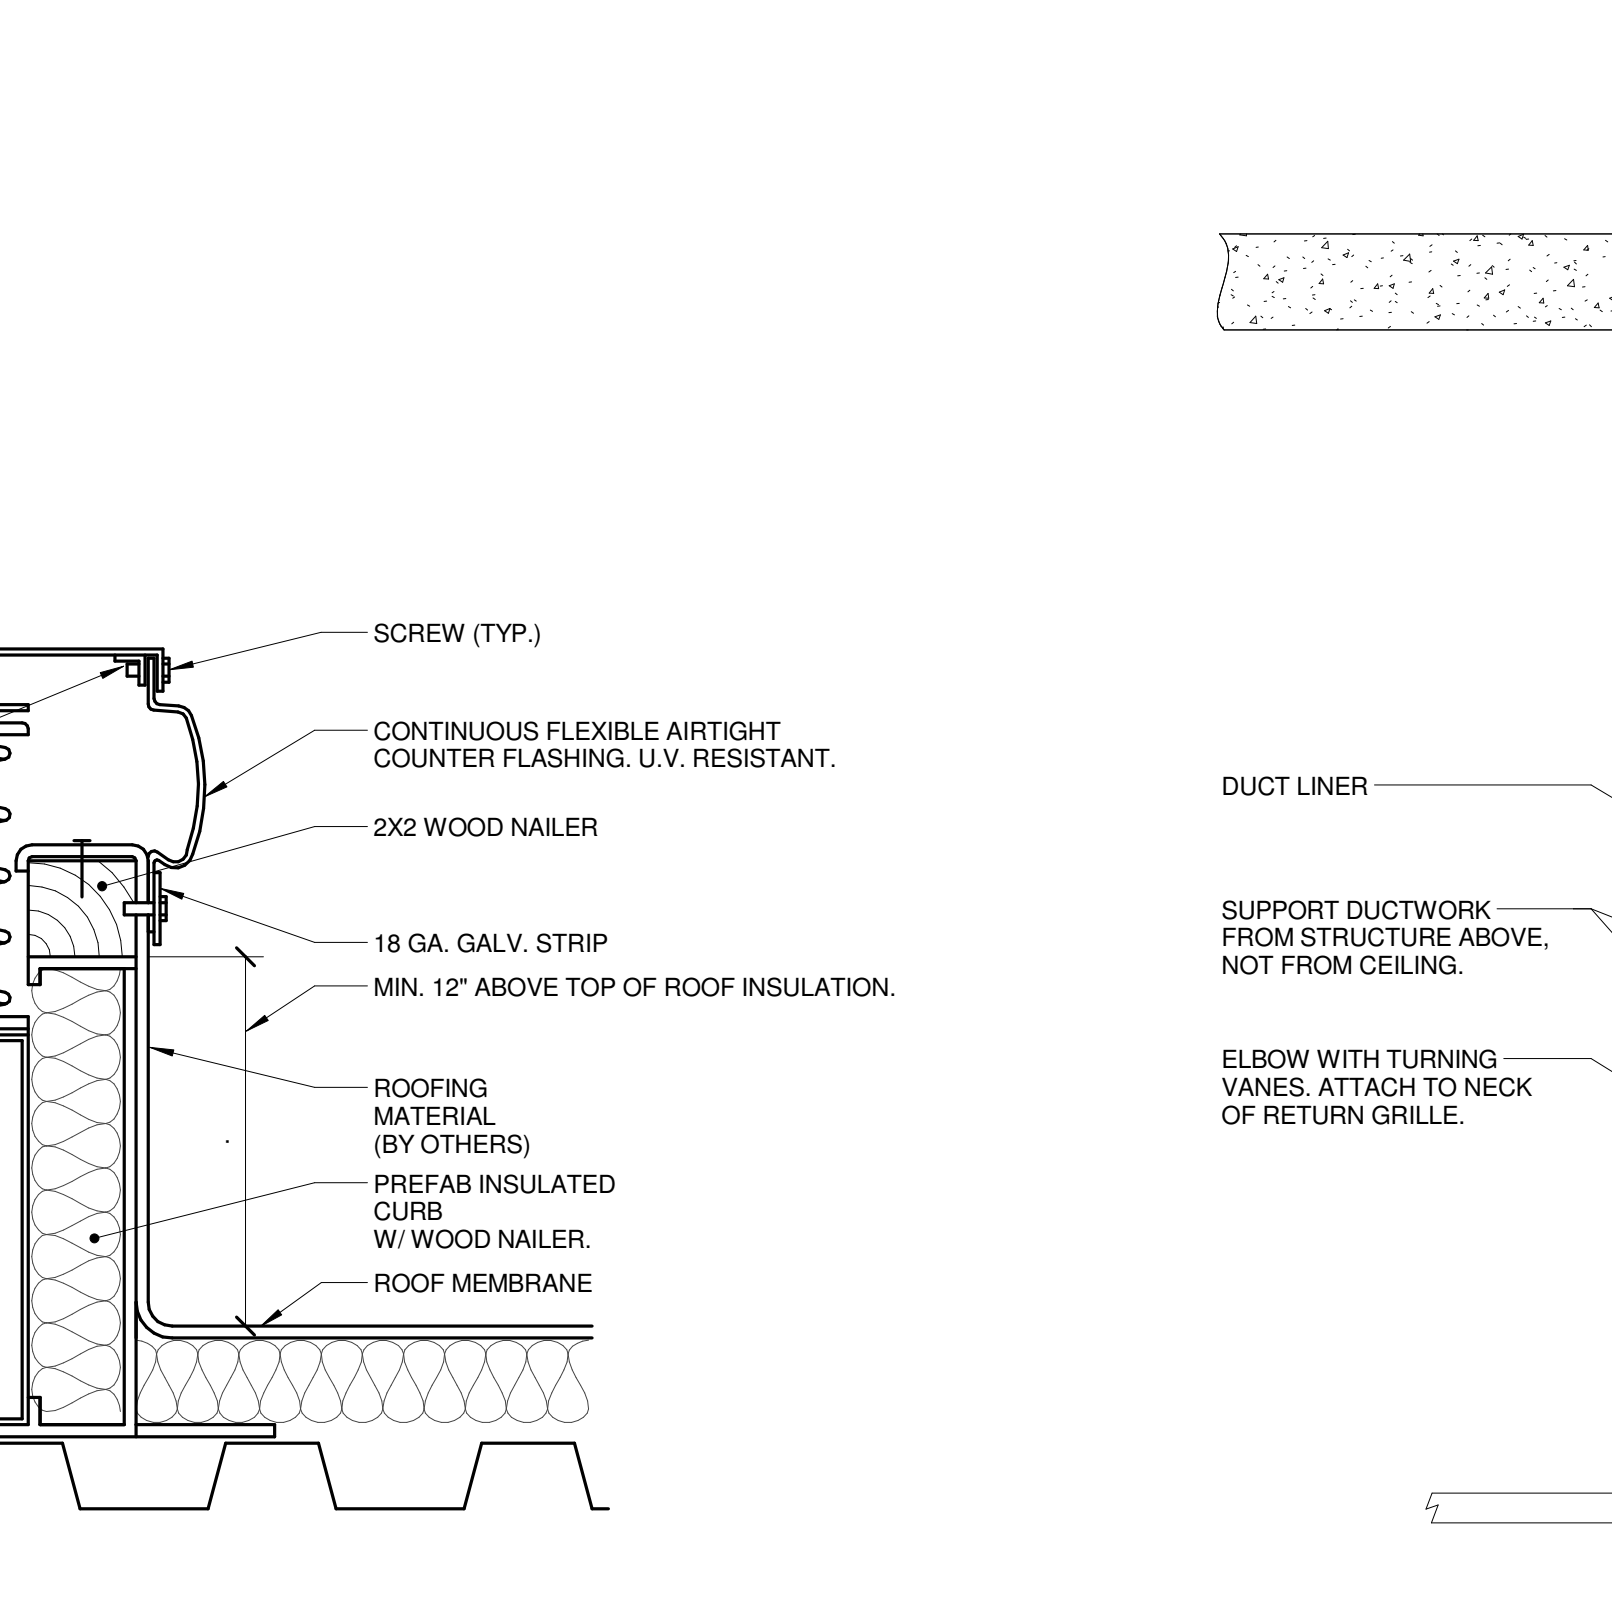 SCREW (TYP.)
CONTINUOUS FLEXIBLE AIRTIGHT
COUNTER FLASHING. U.V. RESISTANT.
2X2 WOOD NAILER
18 GA. GALV. STRIP
MIN. 12" ABOVE TOP OF ROOF INSULATION.
ROOFING
MATERIAL
(BY OTHERS)
PREFAB INSULATED
CURB
W/ WOOD NAILER.
ROOF MEMBRANE
DUCT LINER
SUPPORT DUCTWORK
FROM STRUCTURE ABOVE,
NOT FROM CEILING.
ELBOW WITH TURNING
VANES. ATTACH TO NECK
OF RETURN GRILLE.